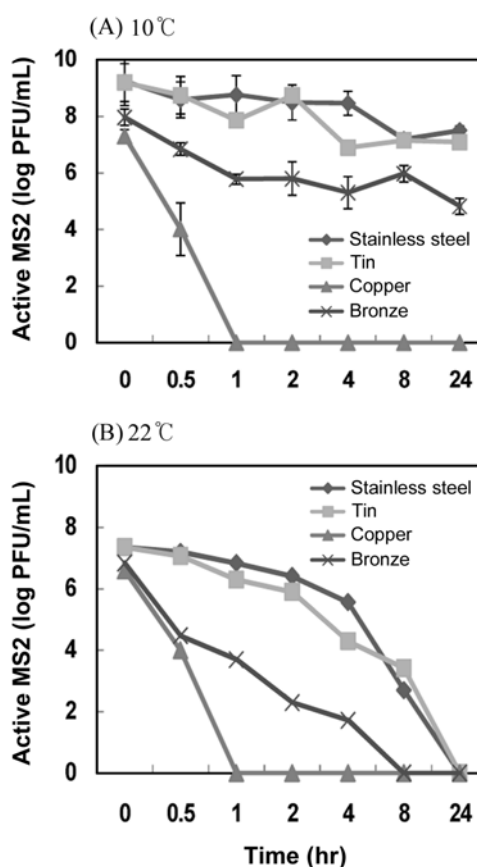 (A) 10℃
Active MS2 (log PFU/mL)
10
8
6
4
2
0
Stainless steel
Tin
Copper
Bronze
0 0.5 1 2 4 8 24
(B) 22℃
Active MS2 (log PFU/mL)
10
8
6
4
2
0
Stainless steel
Tin
Copper
Bronze
0 0.5 1 2 4 8 24
Time (hr)